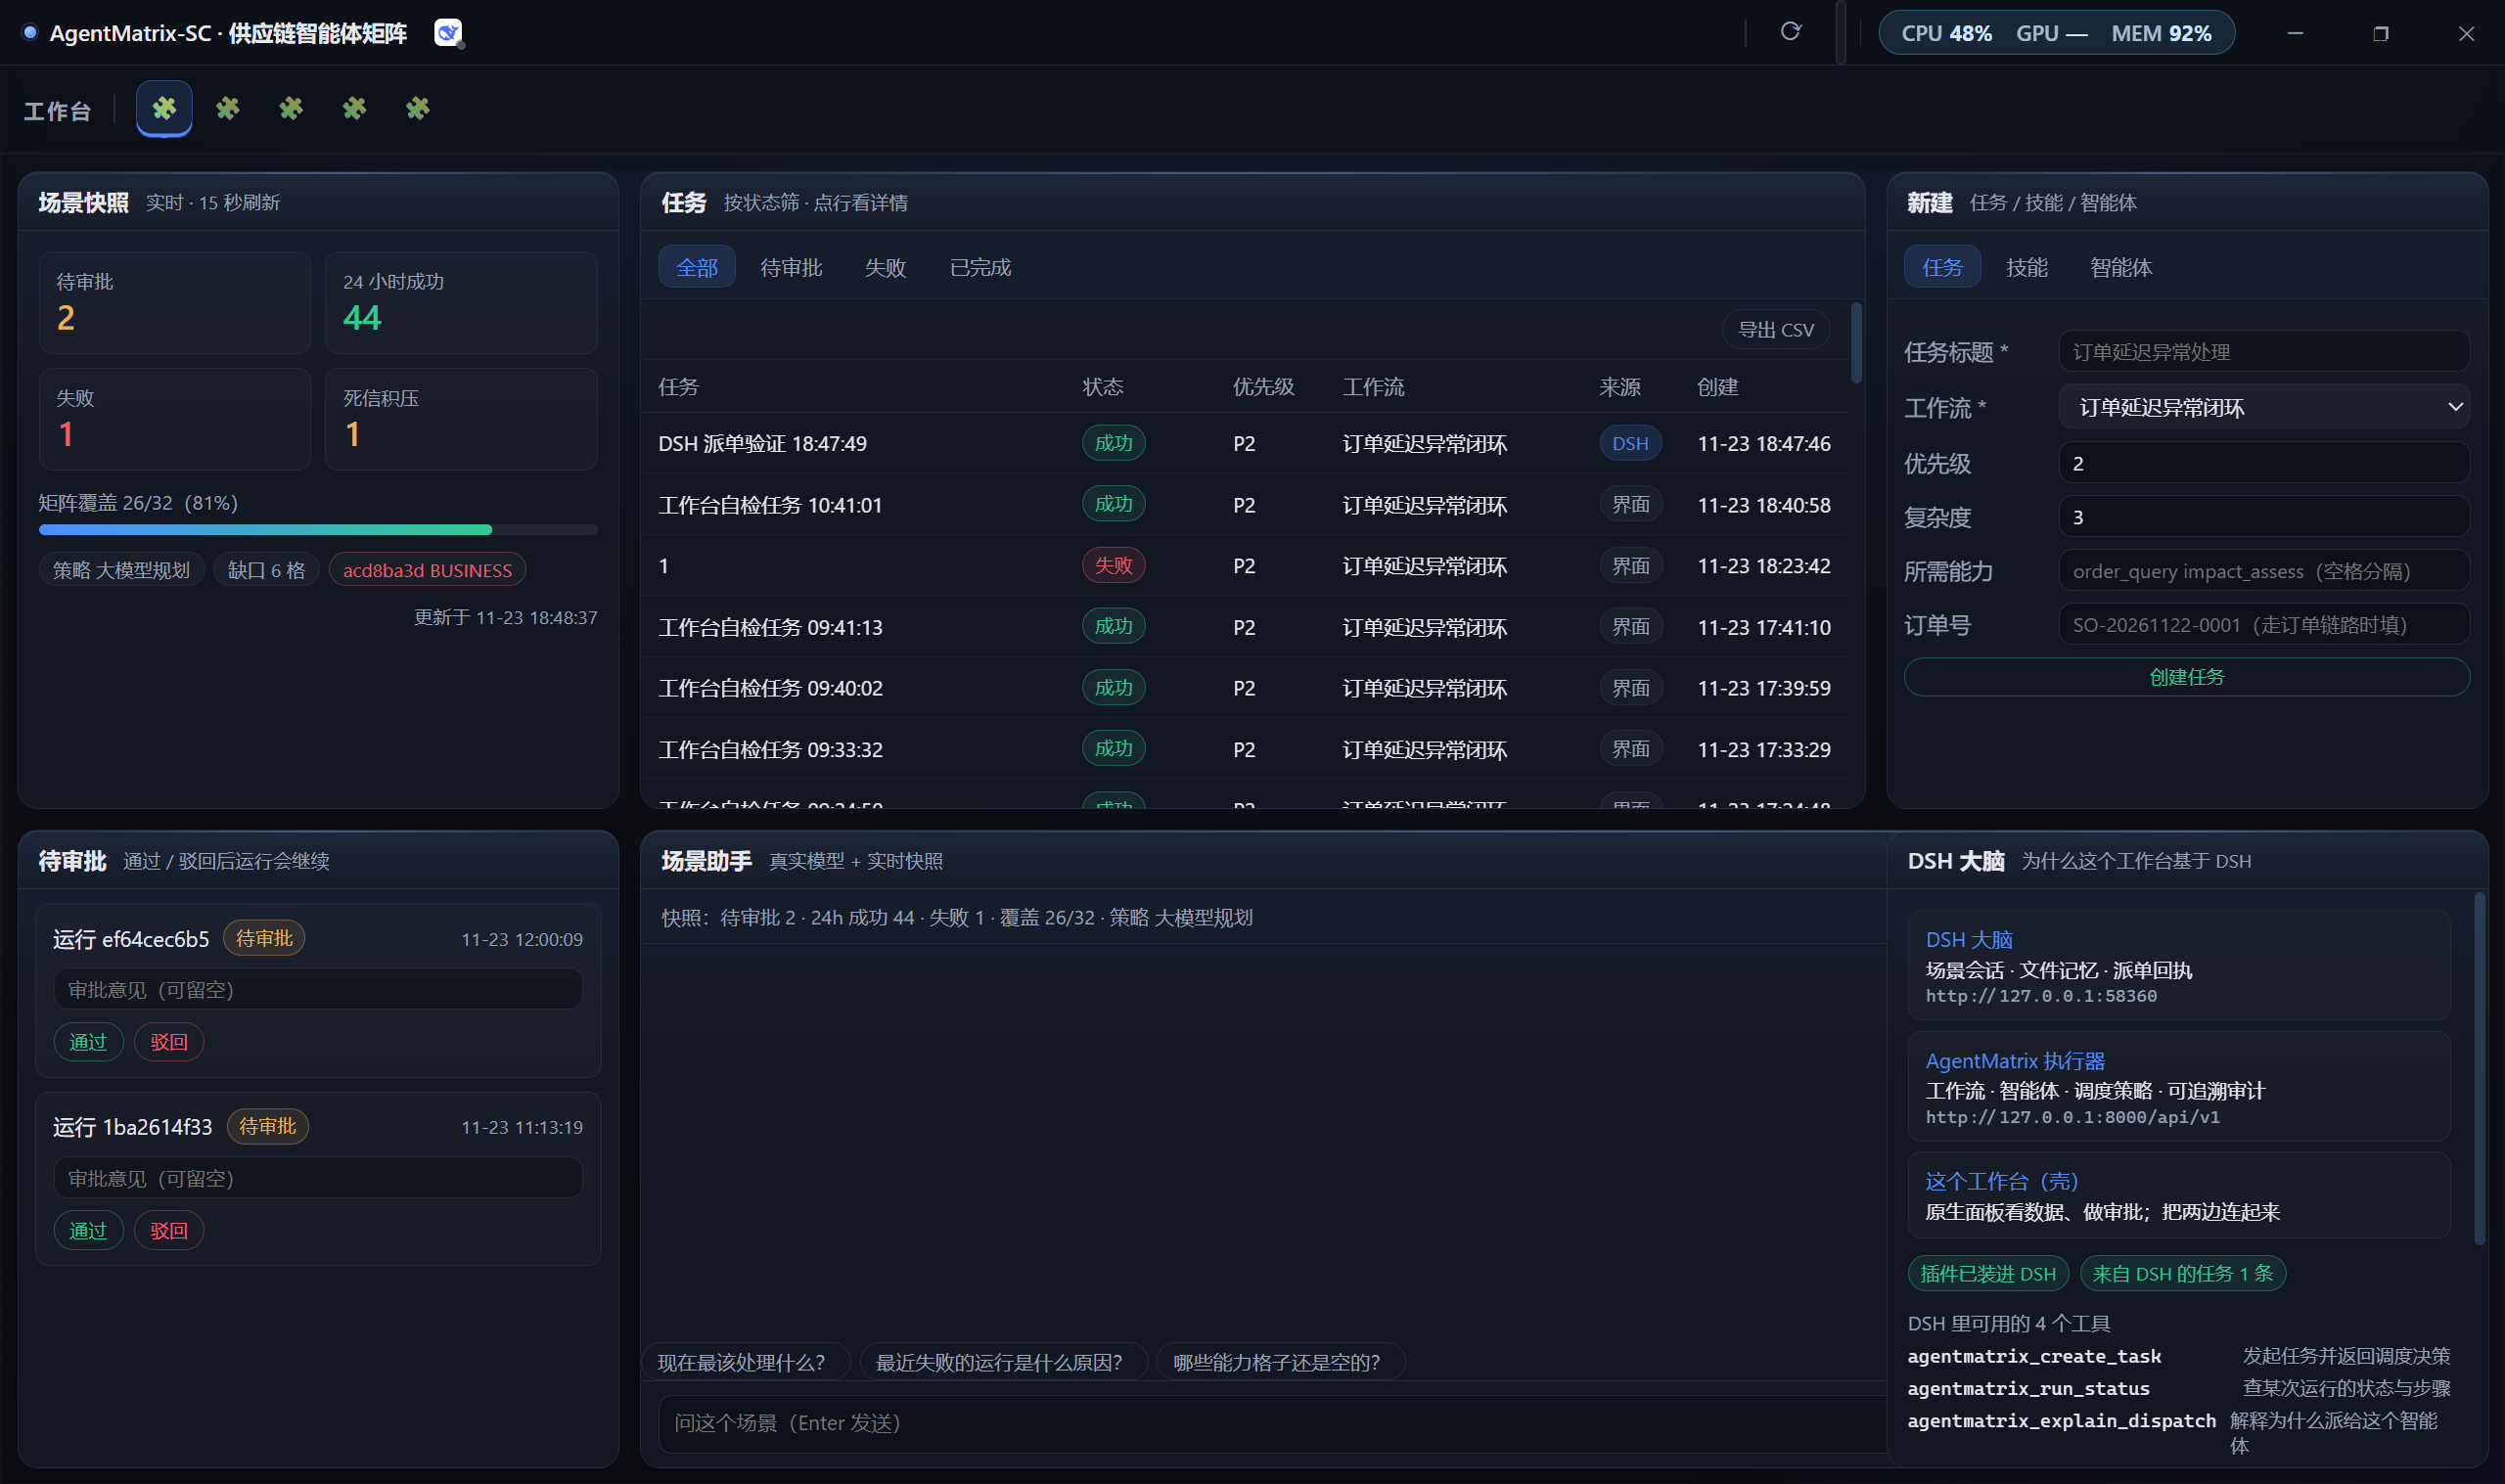 AgentMatrix-SC · 供应链智能体矩阵
CPU 48% GPU — MEM 92%
工作台
场景快照 实时 · 15 秒刷新
待审批
2
24 小时成功
44
失败
1
死信积压
1
矩阵覆盖 26/32（81%）
策略 大模型规划 缺口 6 格 acd8ba3d BUSINESS
更新于 11-23 18:48:37
任务 按状态筛 · 点行看详情
全部 待审批 失败 已完成
导出 CSV
任务 状态 优先级 工作流 来源 创建
DSH 派单验证 18:47:49 成功 P2 订单延迟异常闭环 DSH 11-23 18:47:46
工作台自检任务 10:41:01 成功 P2 订单延迟异常闭环 界面 11-23 18:40:58
1 失败 P2 订单延迟异常闭环 界面 11-23 18:23:42
工作台自检任务 09:41:13 成功 P2 订单延迟异常闭环 界面 11-23 17:41:10
工作台自检任务 09:40:02 成功 P2 订单延迟异常闭环 界面 11-23 17:39:59
工作台自检任务 09:33:32 成功 P2 订单延迟异常闭环 界面 11-23 17:33:29
新建 任务 / 技能 / 智能体
任务 技能 智能体
任务标题 * 订单延迟异常处理
工作流 * 订单延迟异常闭环
优先级 2
复杂度 3
所需能力 order_query impact_assess（空格分隔）
订单号 SO-20261122-0001（走订单链路时填）
创建任务
待审批 通过 / 驳回后运行会继续
运行 ef64cec6b5 待审批 11-23 12:00:09
审批意见（可留空）
通过 驳回
运行 1ba2614f33 待审批 11-23 11:13:19
审批意见（可留空）
通过 驳回
场景助手 真实模型 + 实时快照
快照：待审批 2 · 24h 成功 44 · 失败 1 · 覆盖 26/32 · 策略 大模型规划
现在最该处理什么？ 最近失败的运行是什么原因？ 哪些能力格子还是空的？
问这个场景（Enter 发送）
DSH 大脑 为什么这个工作台基于 DSH
DSH 大脑
场景会话 · 文件记忆 · 派单回执
http://127.0.0.1:58360
AgentMatrix 执行器
工作流 · 智能体 · 调度策略 · 可追溯审计
http://127.0.0.1:8000/api/v1
这个工作台（壳）
原生面板看数据、做审批；把两边连起来
插件已装进 DSH 来自 DSH 的任务 1 条
DSH 里可用的 4 个工具
agentmatrix_create_task 发起任务并返回调度决策
agentmatrix_run_status 查某次运行的状态与步骤
agentmatrix_explain_dispatch 解释为什么派给这个智能
体